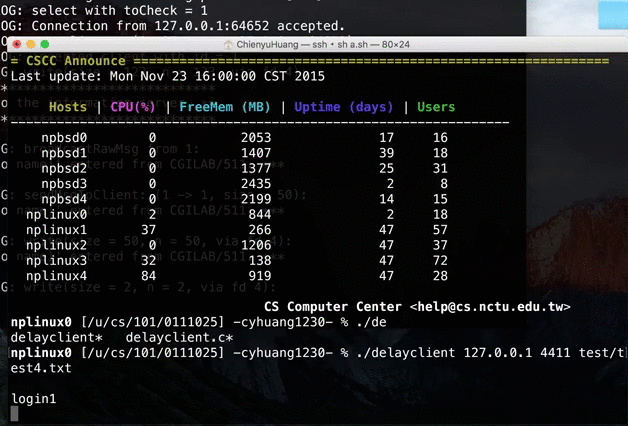 OG: select with toCheck = 1
OG: Connection from 127.0.0.1:64652 accepted.
ChienyuHuang — ssh • sh a.sh — 80×24
= CSCC Announce =
Last update: Mon Nov 23 16:00:00 CST 2015
Hosts | CPU(%) | FreeMem (MB) | Uptime (days) | Users
npbsd0 0 2053 17 16
npbsd1 0 1407 39 18
npbsd2 0 1377 25 31
npbsd3 0 2435 2 8
npbsd4 0 2199 14 15
nplinux0 2 844 2 18
nplinux1 37 266 47 57
nplinux2 0 1206 47 37
nplinux3 32 138 47 72
nplinux4 84 919 47 28
CS Computer Center <help@cs.nctu.edu.tw>
nplinux0 [/u/cs/101/0111025] -cyhuang1230- % ./de
delayclient* delayclient.c*
nplinux0 [/u/cs/101/0111025] -cyhuang1230- % ./delayclient 127.0.0.1 4411 test/t
est4.txt
login1